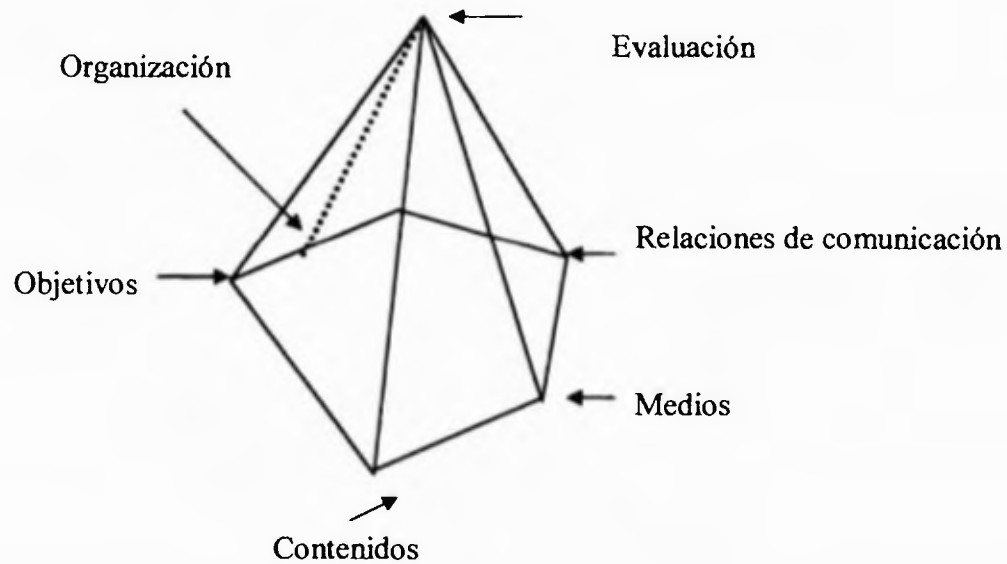 Evaluación
Organización
Relaciones de comunicación
Objetivos
Medios
Contenidos